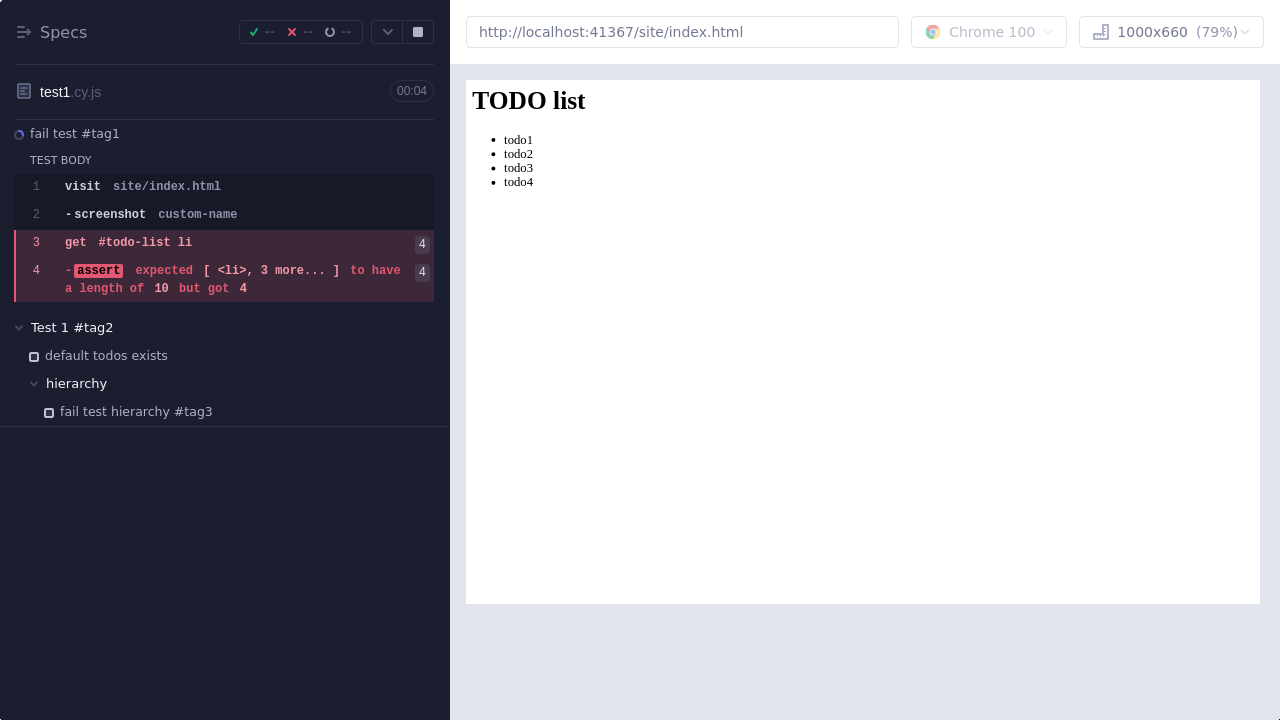 Specs
--
--
--
test1.cy.js
00:04
fail test #tag1
TEST BODY
1 visit site/index.html
2 -screenshot custom-name
3 get #todo-list li 4
4 -assert expected [ <li>, 3 more... ] to have 4
a length of 10 but got 4
Test 1 #tag2
default todos exists
hierarchy
fail test hierarchy #tag3
http://localhost:41367/site/index.html
Chrome 100
1000x660 (79%)
TODO list
• todo1
• todo2
• todo3
• todo4